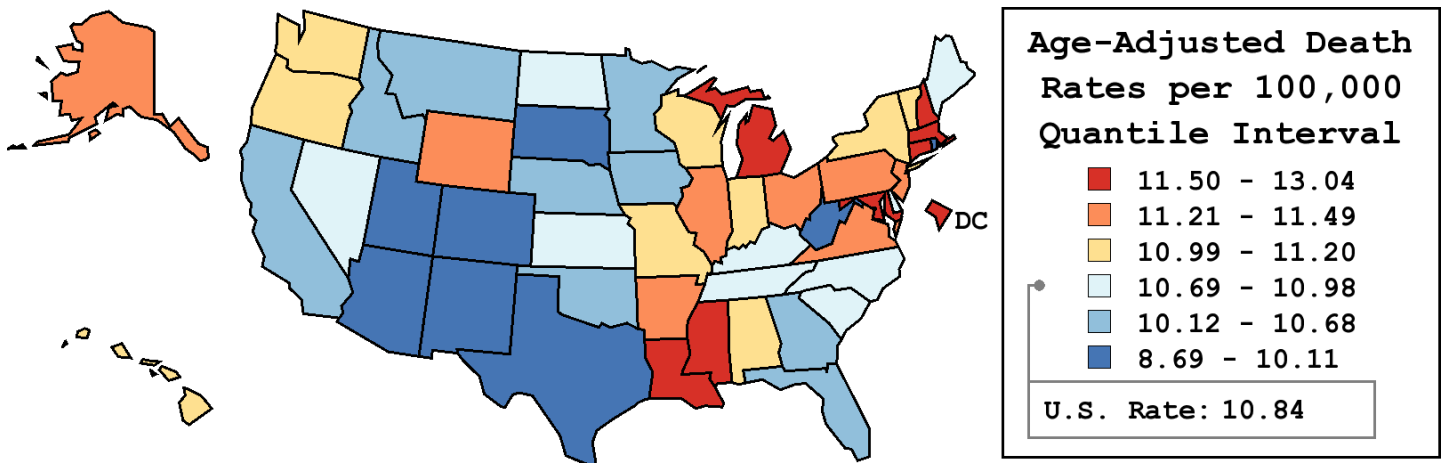 Age-Adjusted Death
Rates per 100,000
Quantile Interval
11.50 - 13.04
11.21 - 11.49
10.99 - 11.20
10.69 - 10.98
10.12 - 10.68
8.69 - 10.11
U.S. Rate: 10.84
DC